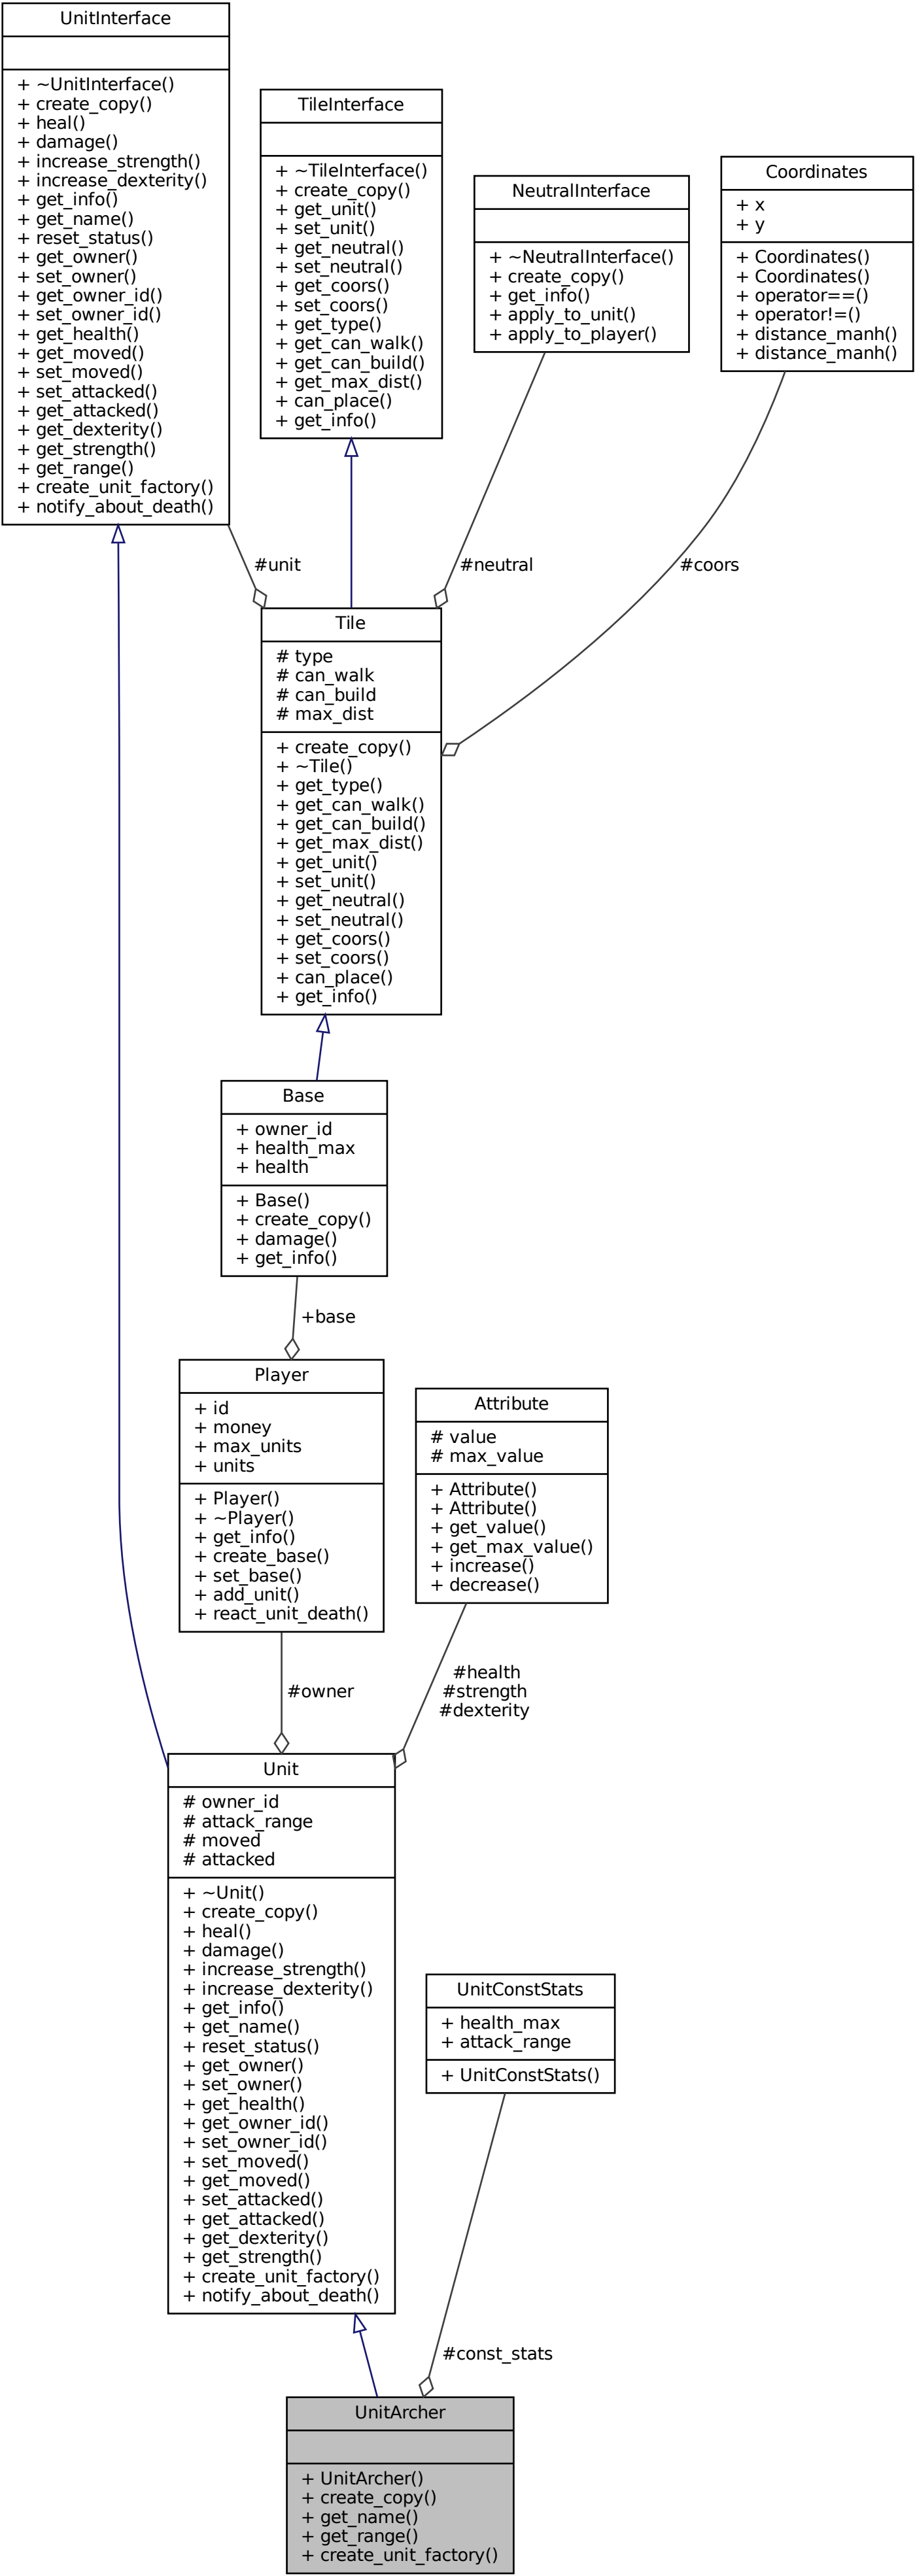 UnitInterface
+ ~UnitInterface()
+ create_copy()
+ heal()
+ damage()
+ increase_strength()
+ increase_dexterity()
+ get_info()
+ get_name()
+ reset_status()
+ get_owner()
+ set_owner()
+ get_owner_id()
+ set_owner_id()
+ get_health()
+ get_moved()
+ set_moved()
+ set_attacked()
+ get_attacked()
+ get_dexterity()
+ get_strength()
+ get_range()
+ create_unit_factory()
+ notify_about_death()
TileInterface
+ ~TileInterface()
+ create_copy()
+ get_unit()
+ set_unit()
+ get_neutral()
+ set_neutral()
+ get_coors()
+ set_coors()
+ get_type()
+ get_can_walk()
+ get_can_build()
+ get_max_dist()
+ can_place()
+ get_info()
NeutralInterface
+ ~NeutralInterface()
+ create_copy()
+ get_info()
+ apply_to_unit()
+ apply_to_player()
Coordinates
+ x
+ y
+ Coordinates()
+ Coordinates()
+ operator==()
+ operator!=()
+ distance_manh()
+ distance_manh()
#unit
#neutral
#coors
Tile
# type
# can_walk
# can_build
# max_dist
+ create_copy()
+ ~Tile()
+ get_type()
+ get_can_walk()
+ get_can_build()
+ get_max_dist()
+ get_unit()
+ set_unit()
+ get_neutral()
+ set_neutral()
+ get_coors()
+ set_coors()
+ can_place()
+ get_info()
Base
+ owner_id
+ health_max
+ health
+ Base()
+ create_copy()
+ damage()
+ get_info()
+base
Player
+ id
+ money
+ max_units
+ units
+ Player()
+ ~Player()
+ get_info()
+ create_base()
+ set_base()
+ add_unit()
+ react_unit_death()
Attribute
# value
# max_value
+ Attribute()
+ Attribute()
+ get_value()
+ get_max_value()
+ increase()
+ decrease()
#owner
#health
#strength
#dexterity
Unit
# owner_id
# attack_range
# moved
# attacked
+ ~Unit()
+ create_copy()
+ heal()
+ damage()
+ increase_strength()
+ increase_dexterity()
+ get_info()
+ get_name()
+ reset_status()
+ get_owner()
+ set_owner()
+ get_health()
+ get_owner_id()
+ set_owner_id()
+ set_moved()
+ get_moved()
+ set_attacked()
+ get_attacked()
+ get_dexterity()
+ get_strength()
+ create_unit_factory()
+ notify_about_death()
UnitConstStats
+ health_max
+ attack_range
+ UnitConstStats()
#const_stats
UnitArcher
+ UnitArcher()
+ create_copy()
+ get_name()
+ get_range()
+ create_unit_factory()